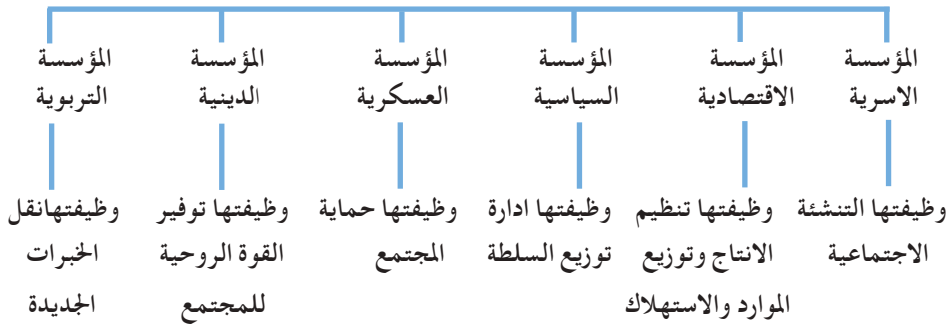 المؤسسة
الاسرية
المؤسسة
الاقتصادية
المؤسسة
السياسية
المؤسسة
العسكرية
المؤسسة
الدينية
المؤسسة
التربوية
وظيفتها التنشئة
الاجتماعية
وظيفتها تنظيم
الانتاج وتوزيع
الموارد والاستهلاك
وظيفتها ادارة
توزيع السلطة
وظيفتها حماية
المجتمع
وظيفتها توفير
القوة الروحية
للمجتمع
وظيفتهانقل
الخبرات
الجديدة